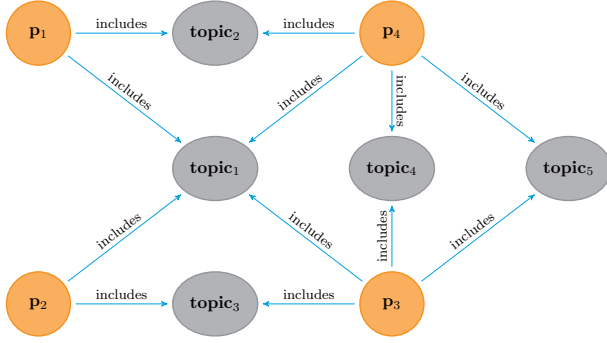 p₁ includes topic₂ includes p₄
includes includes includes includes
topic₁ topic₄ topic₅
includes includes includes includes
p₂ includes topic₃ includes p₃